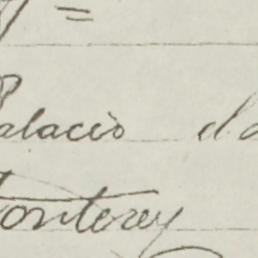 =
Palacio d
Monterey